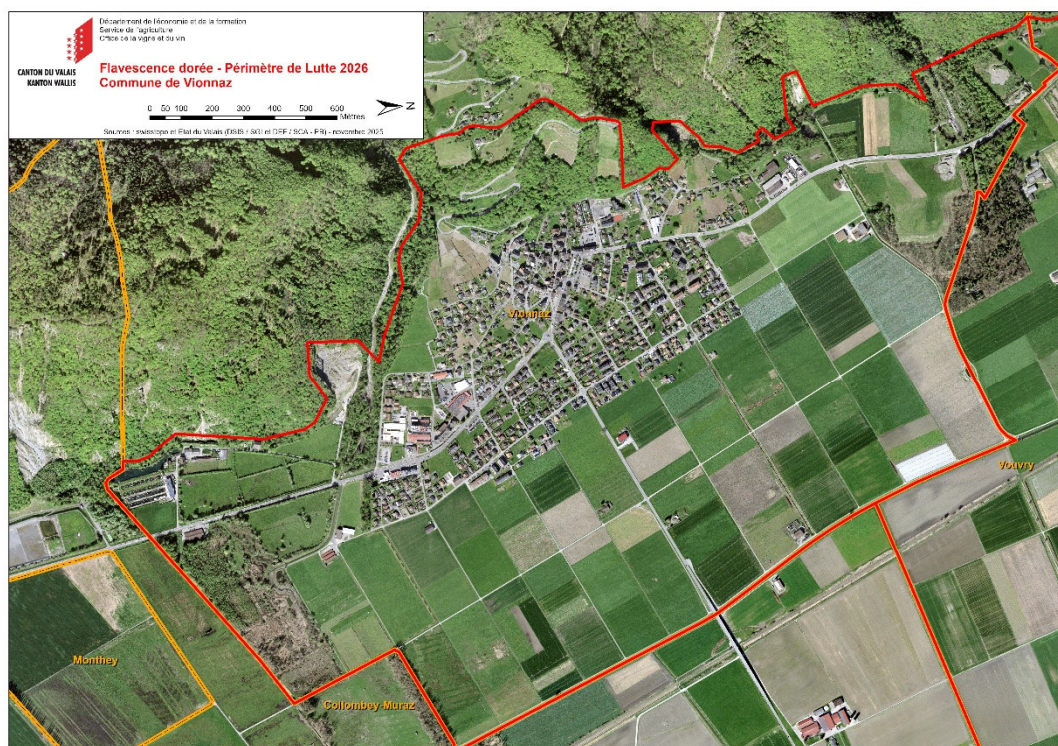 Département de l'économie et de la formation
Service de l'agriculture
Office de la vigne et du vin
CANTON DU VALAIS
KANTON WALLIS
Flavescence dorée - Périmètre de Lutte 2026
Commune de Vionnaz
0 50 100 200 300 400 500 600
Mètres
N
Sources : swisstopo et Etat du Valais (DSIS / SGI et DEF / SCA - PB) - novembre 2025
Vionnaz
Vouvry
Monthey
Collombey-Muraz